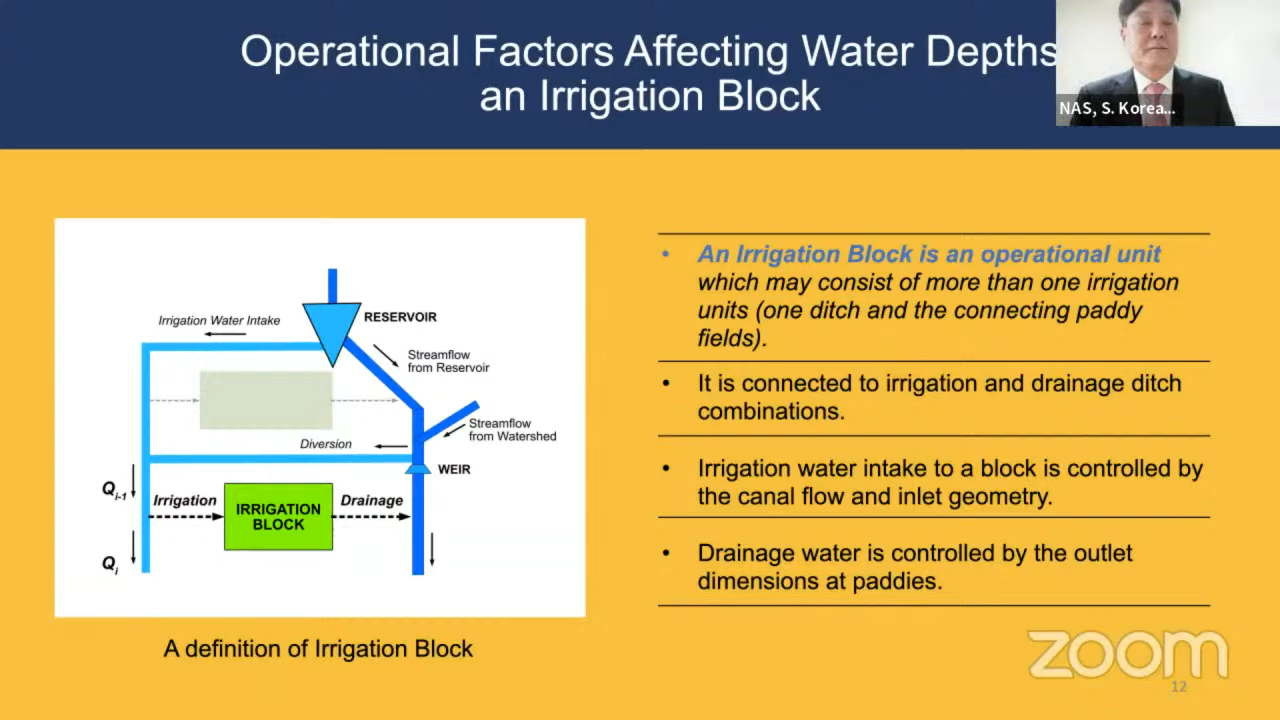 Operational Factors Affecting Water Depths
an Irrigation Block
NAS, S. Korea...
RESERVOIR
Irrigation Water Intake
Streamflow
from Reservoir
Streamflow
from Watershed
Diversion
WEIR
Qi-1
Irrigation
IRRIGATION
BLOCK
Drainage
Qi
A definition of Irrigation Block
• An Irrigation Block is an operational unit
which may consist of more than one irrigation
units (one ditch and the connecting paddy
fields).
• It is connected to irrigation and drainage ditch
combinations.
• Irrigation water intake to a block is controlled by
the canal flow and inlet geometry.
• Drainage water is controlled by the outlet
dimensions at paddies.
zoom
12